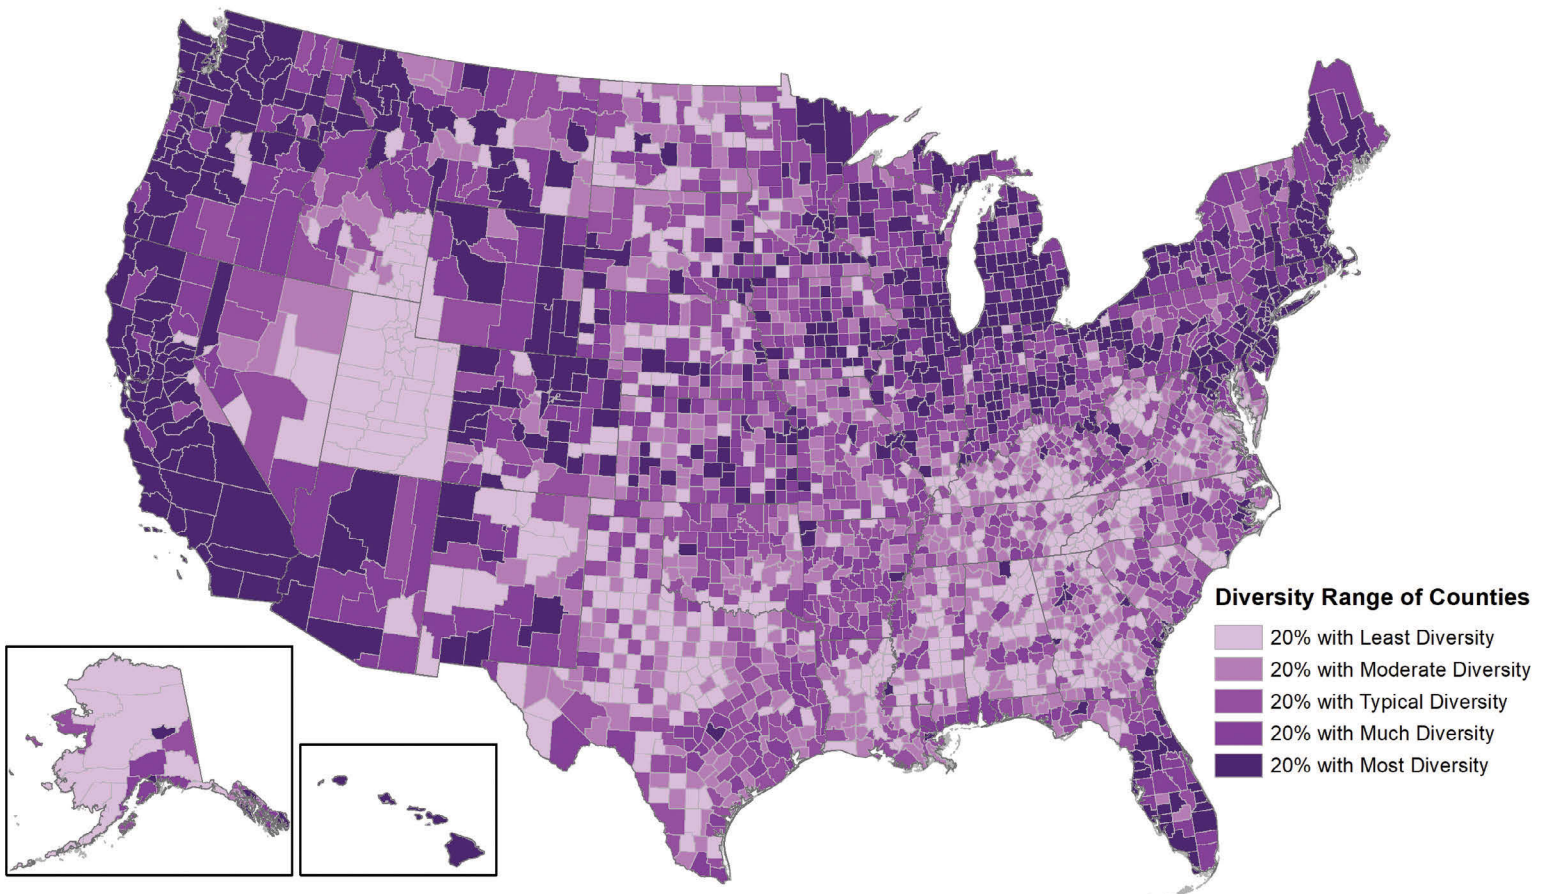 Diversity Range of Counties
20% with Least Diversity
20% with Moderate Diversity
20% with Typical Diversity
20% with Much Diversity
20% with Most Diversity